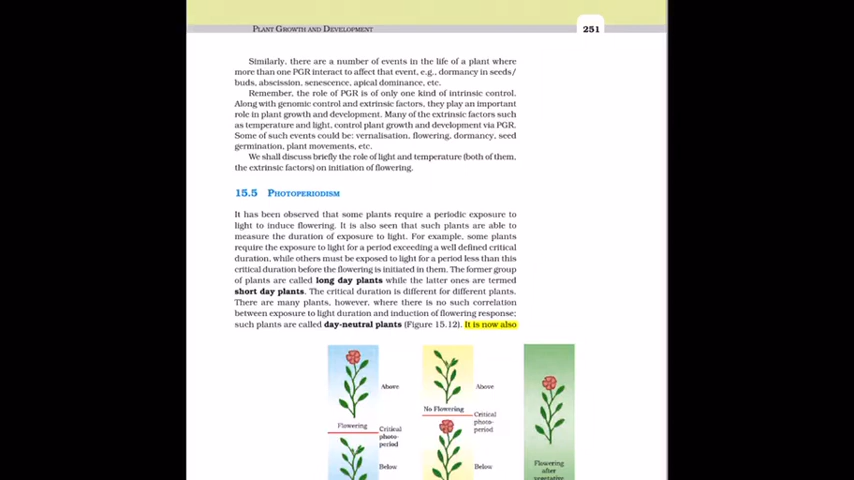 PLANT GROWTH AND DEVELOPMENT 251
Similarly, there are a number of events in the life of a plant where
more than one PGR interact to affect that event, e.g., dormancy in seeds/
buds, abscission, senescence, apical dominance, etc.
Remember, the role of PGR is of only one kind of intrinsic control.
Along with genomic control and extrinsic factors, they play an important
role in plant growth and development. Many of the extrinsic factors such
as temperature and light, control plant growth and development via PGR.
Some of such events could be: vernalisation, flowering, dormancy, seed
germination, plant movements, etc.
We shall discuss briefly the role of light and temperature (both of them,
the extrinsic factors) on initiation of flowering.
15.5 PHOTOPERIODISM
It has been observed that some plants require a periodic exposure to
light to induce flowering. It is also seen that such plants are able to
measure the duration of exposure to light. For example, some plants
require the exposure to light for a period exceeding a well defined critical
duration, while others must be exposed to light for a period less than this
critical duration before the flowering is initiated in them. The former group
of plants are called long day plants while the latter ones are termed
short day plants. The critical duration is different for different plants.
There are many plants, however, where there is no such correlation
between exposure to light duration and induction of flowering response;
such plants are called day-neutral plants (Figure 15.12). It is now also
Above
Flowering
Critical
photo-
period
Below
Above
No Flowering
Critical
photo-
period
Below
Flowering
after
vegetative